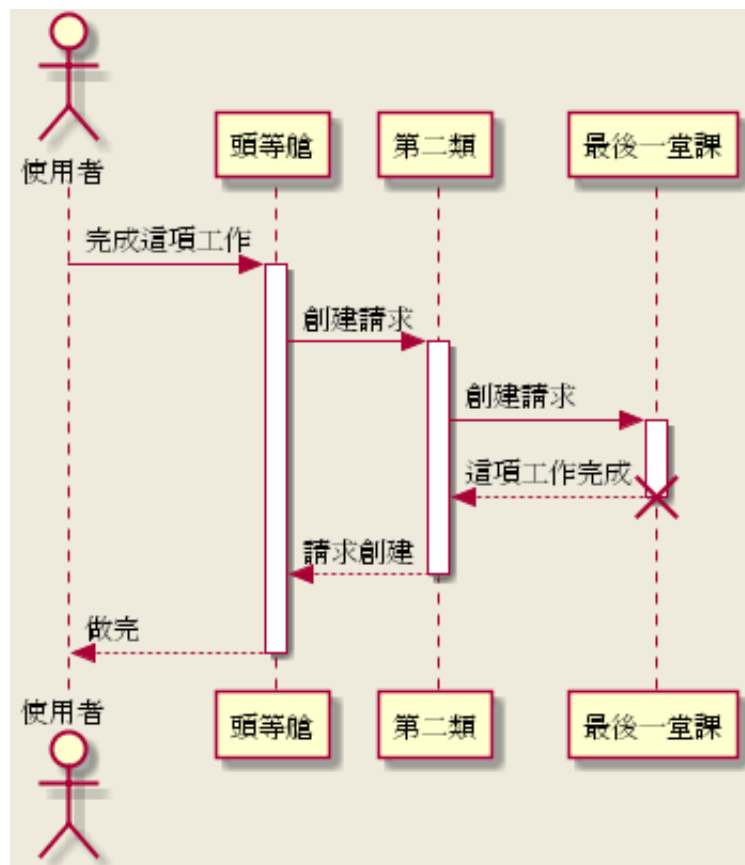 使用者
頭等艙
第二類
最後一堂課
完成這項工作
創建請求
創建請求
這項工作完成
請求創建
做完
使用者
頭等艙
第二類
最後一堂課